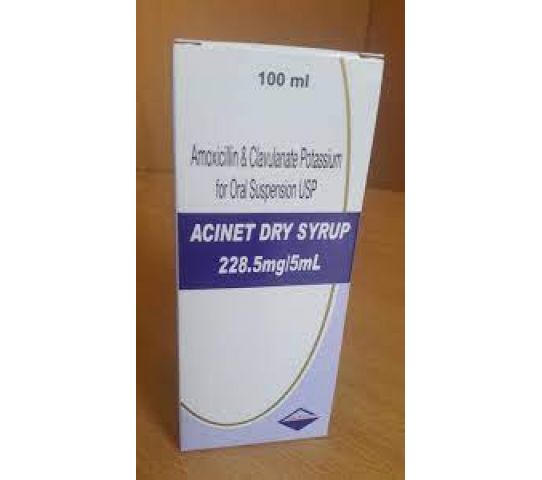 100 ml
Amoxicillin & Clavulanate Potassium
for Oral Suspension USP
ACINET DRY SYRUP
228.5mg/5mL